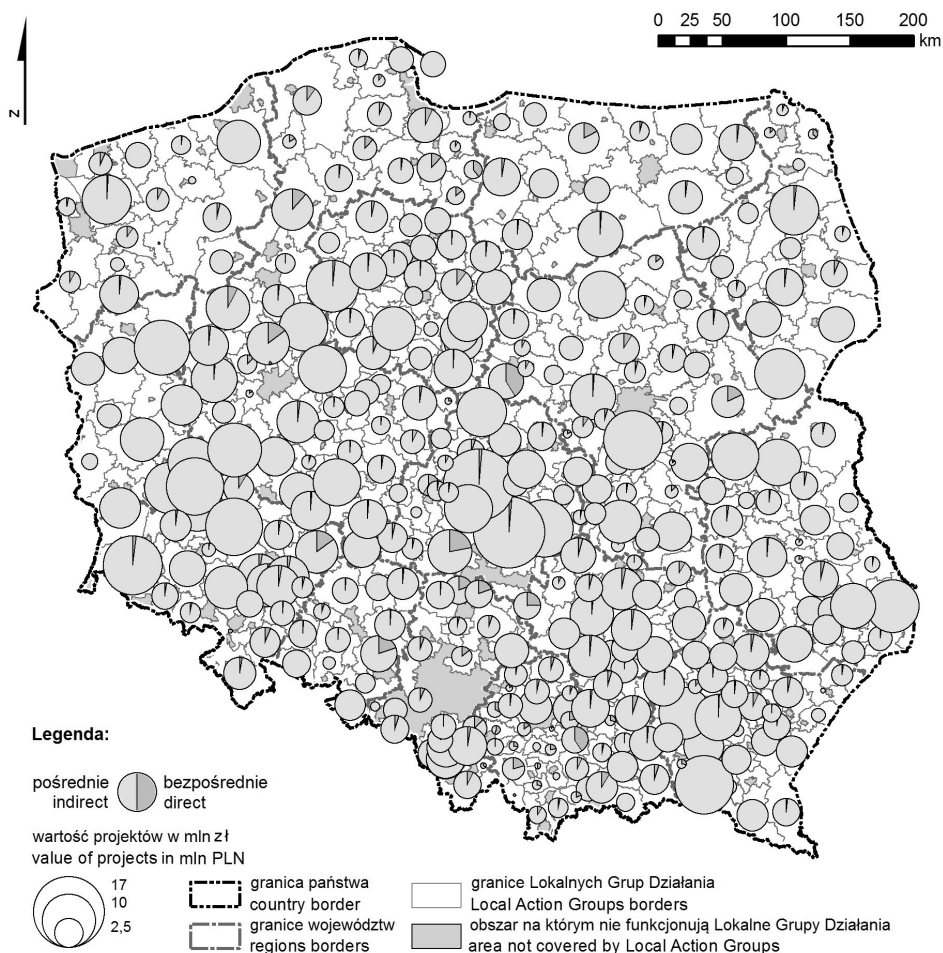 0 25 50 100 150 200
km
N
Legenda:
pośrednie bezpośrednie
indirect direct
wartość projektów w mln zł
value of projects in mln PLN
17
10
2,5
granica państwa
country border
granice województw
regions borders
granice Lokalnych Grup Działania
Local Action Groups borders
obszar na którym nie funkcjonują Lokalne Grupy Działania
area not covered by Local Action Groups